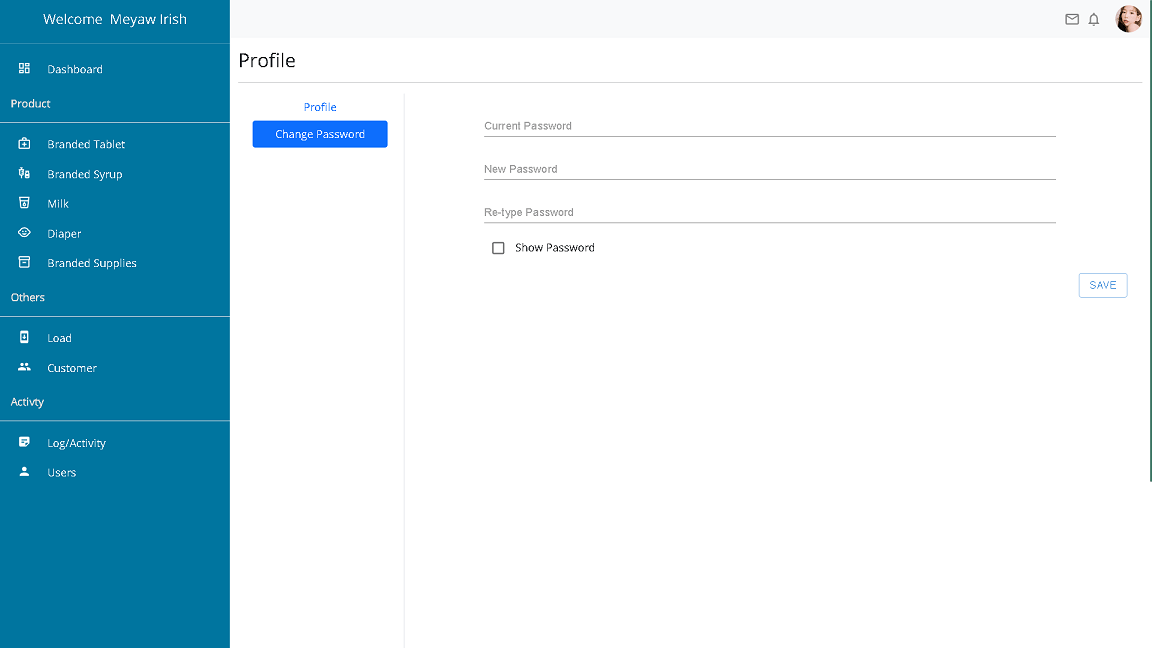 Welcome Meyaw Irish
Dashboard
Product
Branded Tablet
Branded Syrup
Milk
Diaper
Branded Supplies
Others
Load
Customer
Activty
Log/Activity
Users
Profile
Profile
Change Password
Current Password
New Password
Re-type Password
Show Password
SAVE